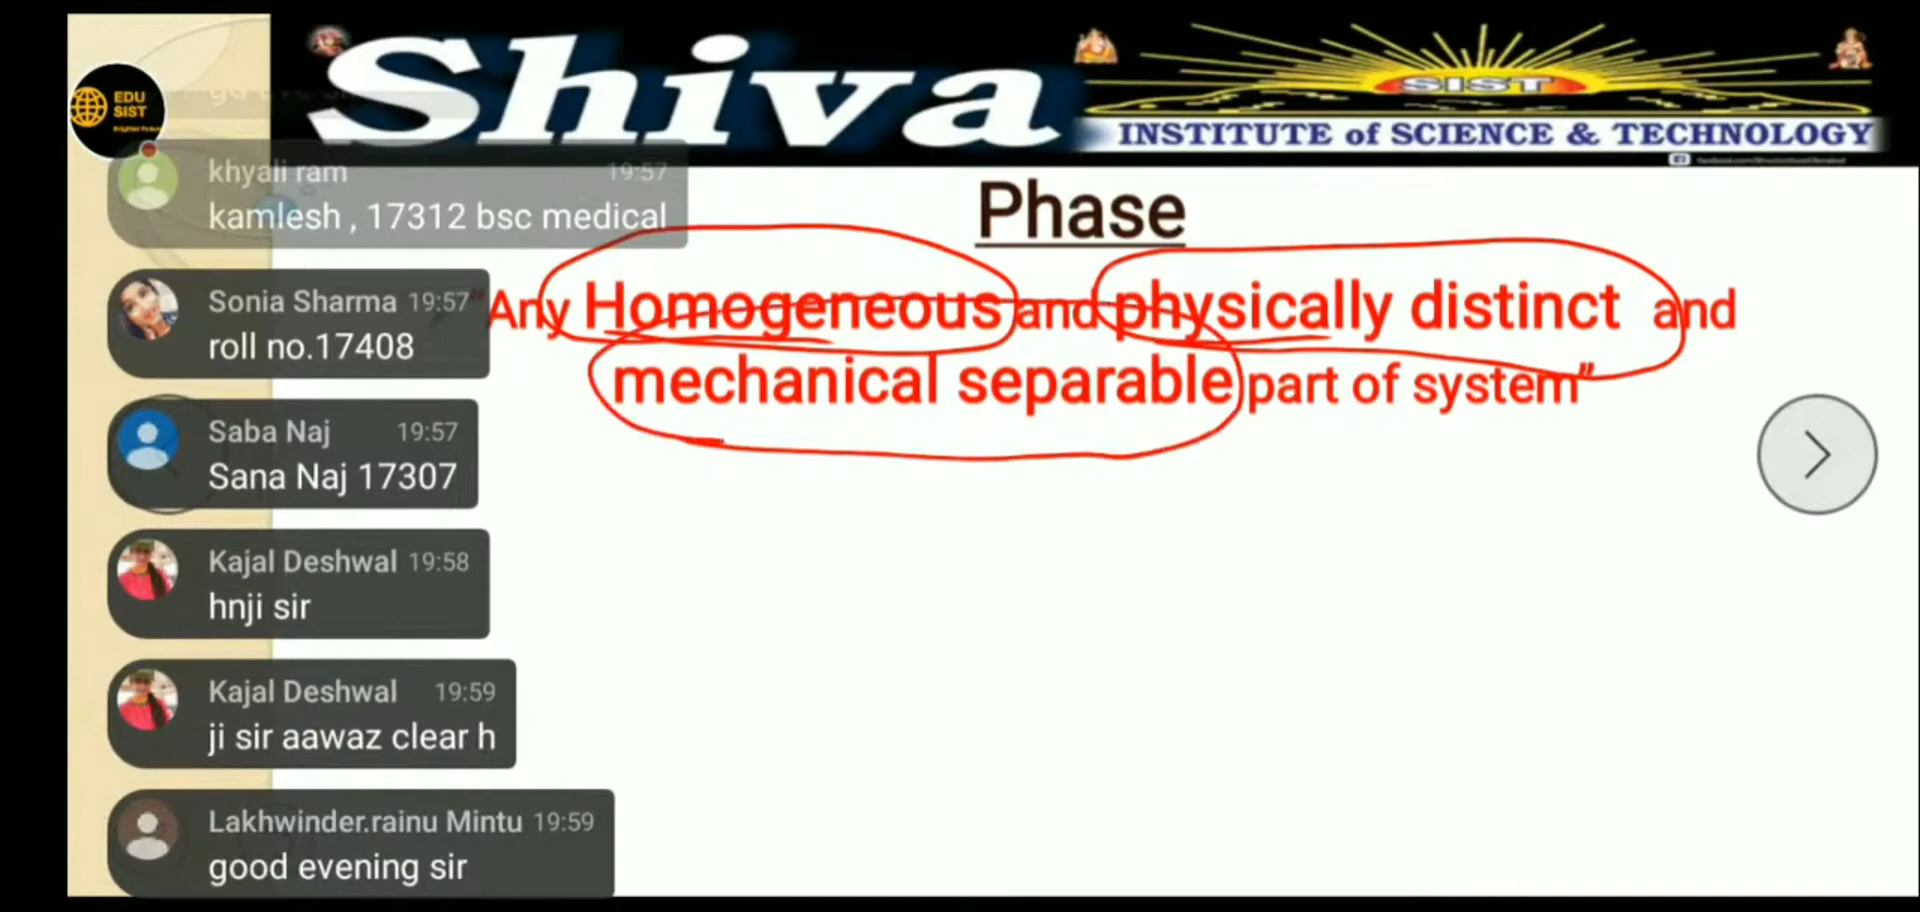 Shiva
SIST
INSTITUTE of SCIENCE & TECHNOLOGY
EDU
SIST
khyali ram 19:57
kamlesh , 17312 bsc medical
Sonia Sharma 19:57
roll no.17408
Saba Naj 19:57
Sana Naj 17307
Kajal Deshwal 19:58
hnji sir
Kajal Deshwal 19:59
ji sir aawaz clear h
Lakhwinder.rainu Mintu 19:59
good evening sir
Phase
"Any Homogeneous and physically distinct and
mechanical separable part of system"